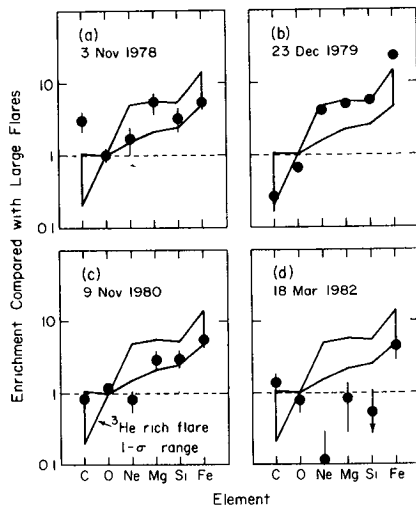 (a)
3 Nov 1978
(b)
23 Dec 1979
10
1
0.1
(c)
9 Nov 1980
(d)
18 Mar 1982
10
1
0.1
³He rich flare
1-σ range
C O Ne Mg Si Fe
C O Ne Mg Si Fe
Element
Enrichment Compared with Large Flares